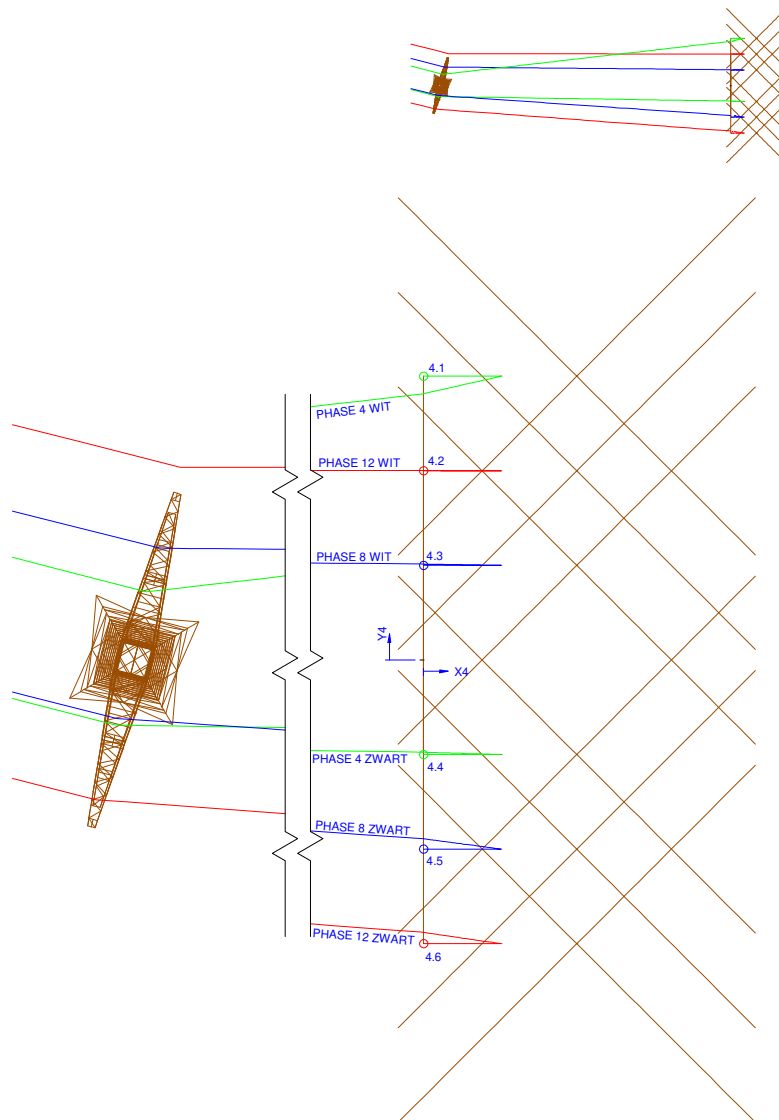 4.1
PHASE 4 WIT
PHASE 12 WIT
4.2
PHASE 8 WIT
4.3
Y4
X4
PHASE 4 ZWART
4.4
PHASE 8 ZWART
4.5
PHASE 12 ZWART
4.6